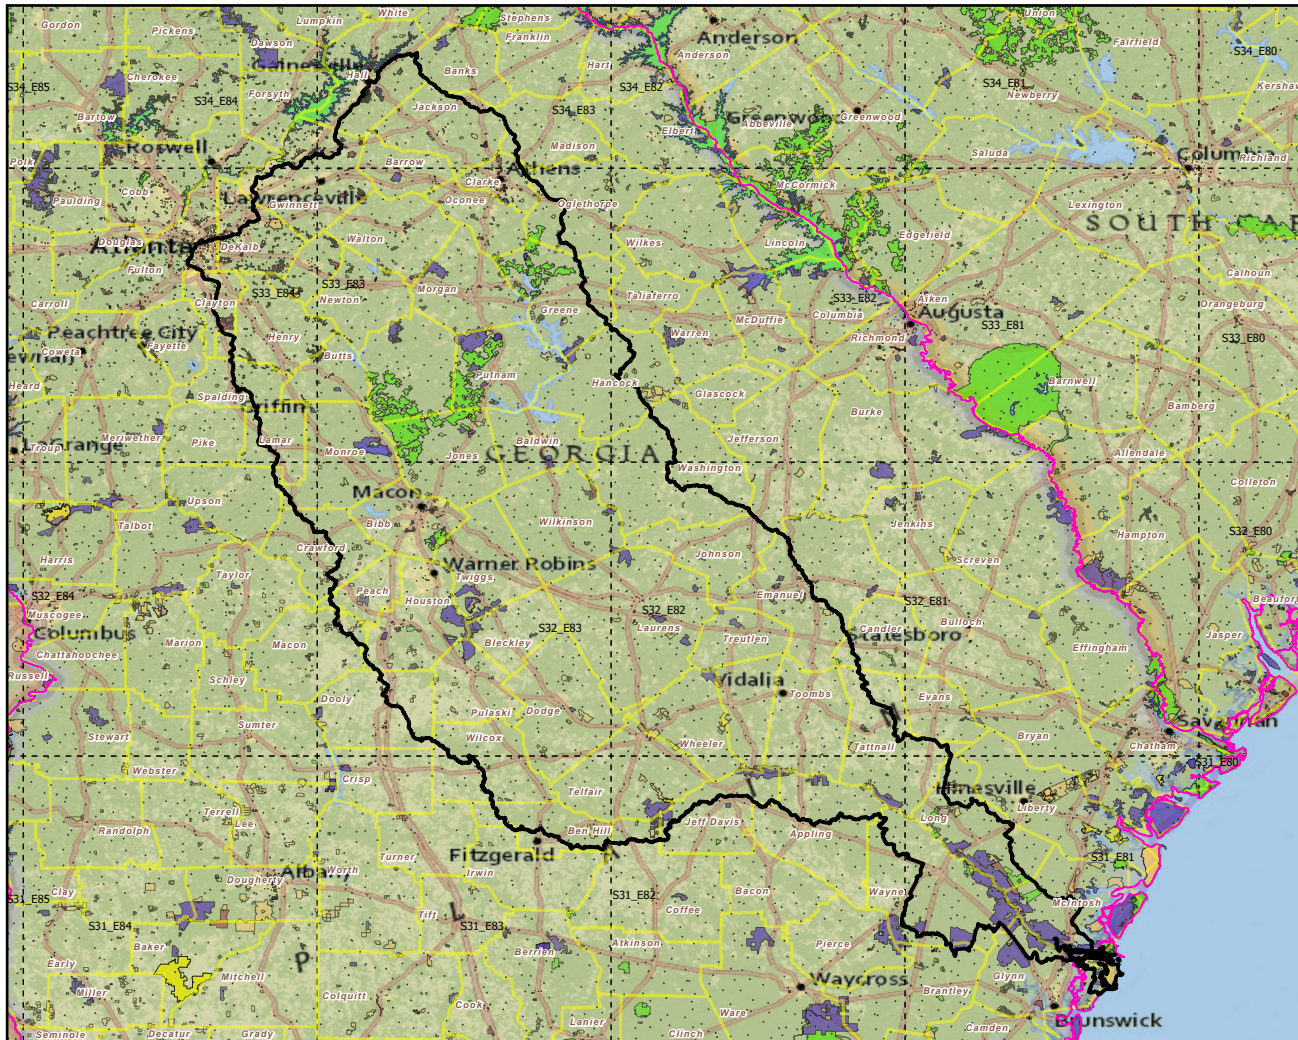 Gordon
Pickens
Lumpkin
White
Stephens
Franklin
Union
Fairfield
Dawson
Anderson
Anderson
S34_E80
Gainesville
Hall
Banks
Hart
Cherokee
S34_E85
Forsyth
S34_E84
Jackson
S34_E83
S34_E82
S34_E81
Newberry
Kershaw
Bartow
Elbert
Greenwood
Abbeville
Greenwood
Roswell
Madison
Saluda
Columbia
Richland
Polk
Barrow
Athens
Cobb
Clarke
McCormick
Paulding
Lawrenceville
Gwinnett
Oconee
Oglethorpe
Lexington
SOUTH CAR
Douglas
Atlanta
DeKalb
Walton
Wilkes
Lincoln
Edgefield
Fulton
Calhoun
Carroll
Clayton
S33_E84
S33_E83
Newton
Morgan
Taliaferro
S33_E82
Aiken
Orangeburg
Greene
McDuffie
Columbia
Augusta
S33_E81
Peachtree City
Fayette
Henry
Warren
Richmond
S33_E80
Coweta
Butts
Heard
Putnam
Hancock
Glascock
Barnwell
Spalding
Griffin
Burke
Bamberg
Troup
LaGrange
Meriwether
Pike
Lamar
Monroe
Jones
Baldwin
GEORGIA
Jefferson
Washington
Allendale
Colleton
Macon
Upson
Talbot
Bibb
Wilkinson
Jenkins
Hampton
S32_E80
Crawford
Johnson
Harris
Warner Robins
Screven
Taylor
Twiggs
Peach
Houston
S32_E84
Emanuel
S32_E81
Beaufort
Muscogee
S32_E82
Columbus
S32_E83
Laurens
Bulloch
Candler
Statesboro
Jasper
Marion
Macon
Bleckley
Treutlen
Effingham
Chattahoochee
Russell
Schley
Vidalia
Toombs
Dooly
Evans
Pulaski
Dodge
Sumter
Savannah
Stewart
Wilcox
Wheeler
Tattnall
Bryan
Chatham
Webster
Crisp
S31_E80
Telfair
Hinesville
Terrell
Lee
Liberty
Randolph
Ben Hill
Jeff Davis
Appling
Long
Turner
Fitzgerald
S31_E81
Irwin
Albany
Worth
Dougherty
Clay
S31_E85
S31_E82
Bacon
Wayne
McIntosh
Tift
L
Coffee
S31_E84
S31_E83
Baker
Atkinson
Pierce
Berrien
P
Early
Mitchell
Waycross
Glynn
Miller
Colquitt
Cook
Brantley
Ware
Lanier
Brunswick
Camden
Seminole
Decatur
Grady
Clinch